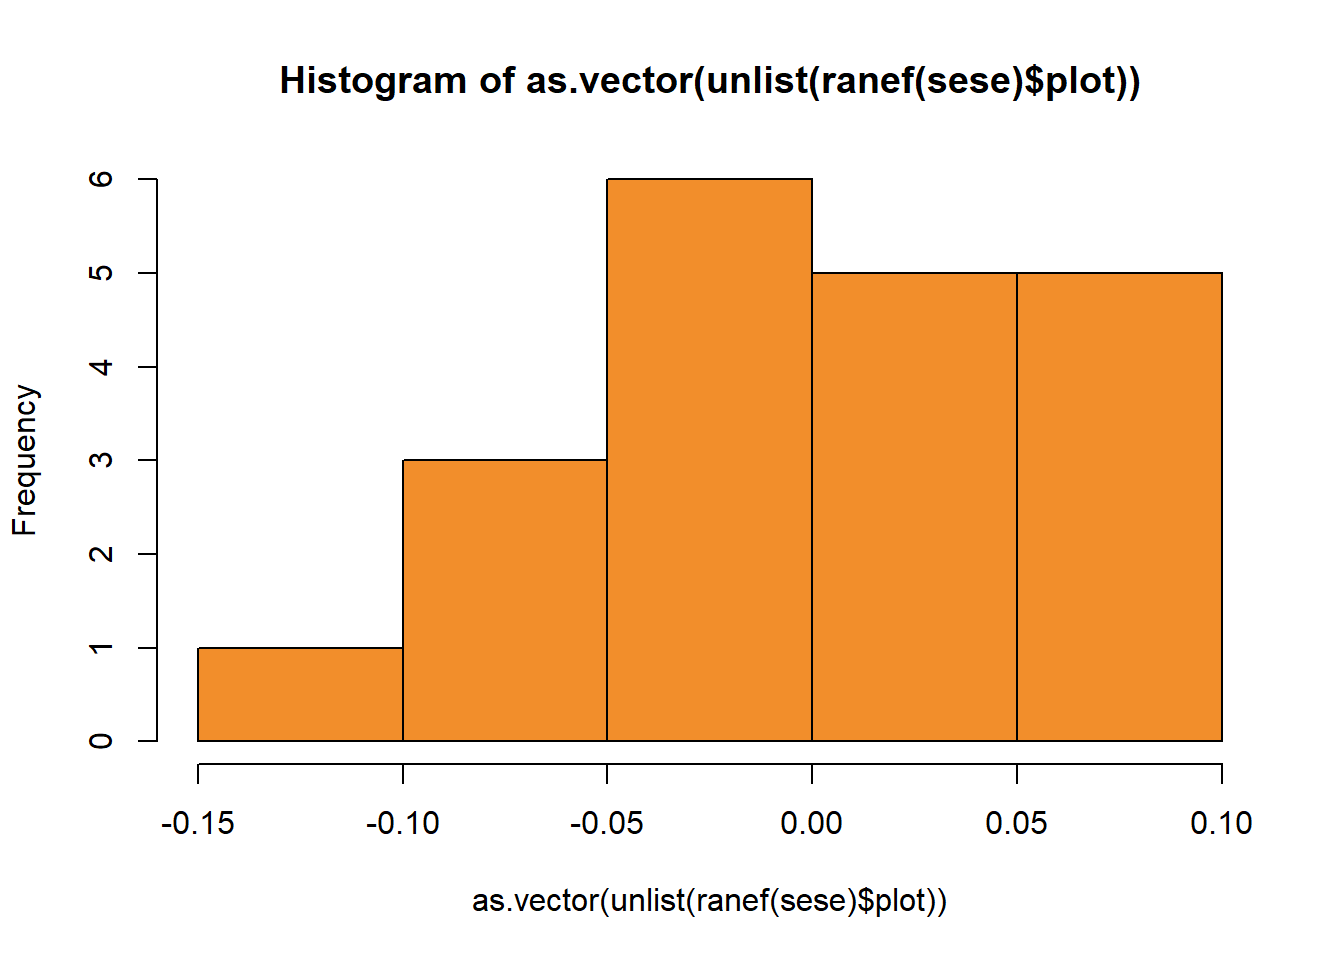 Histogram of as.vector(unlist(ranef(sese)$plot))
Frequency
6
5
4
3
2
1
0
-0.15 -0.10 -0.05 0.00 0.05 0.10
as.vector(unlist(ranef(sese)$plot))